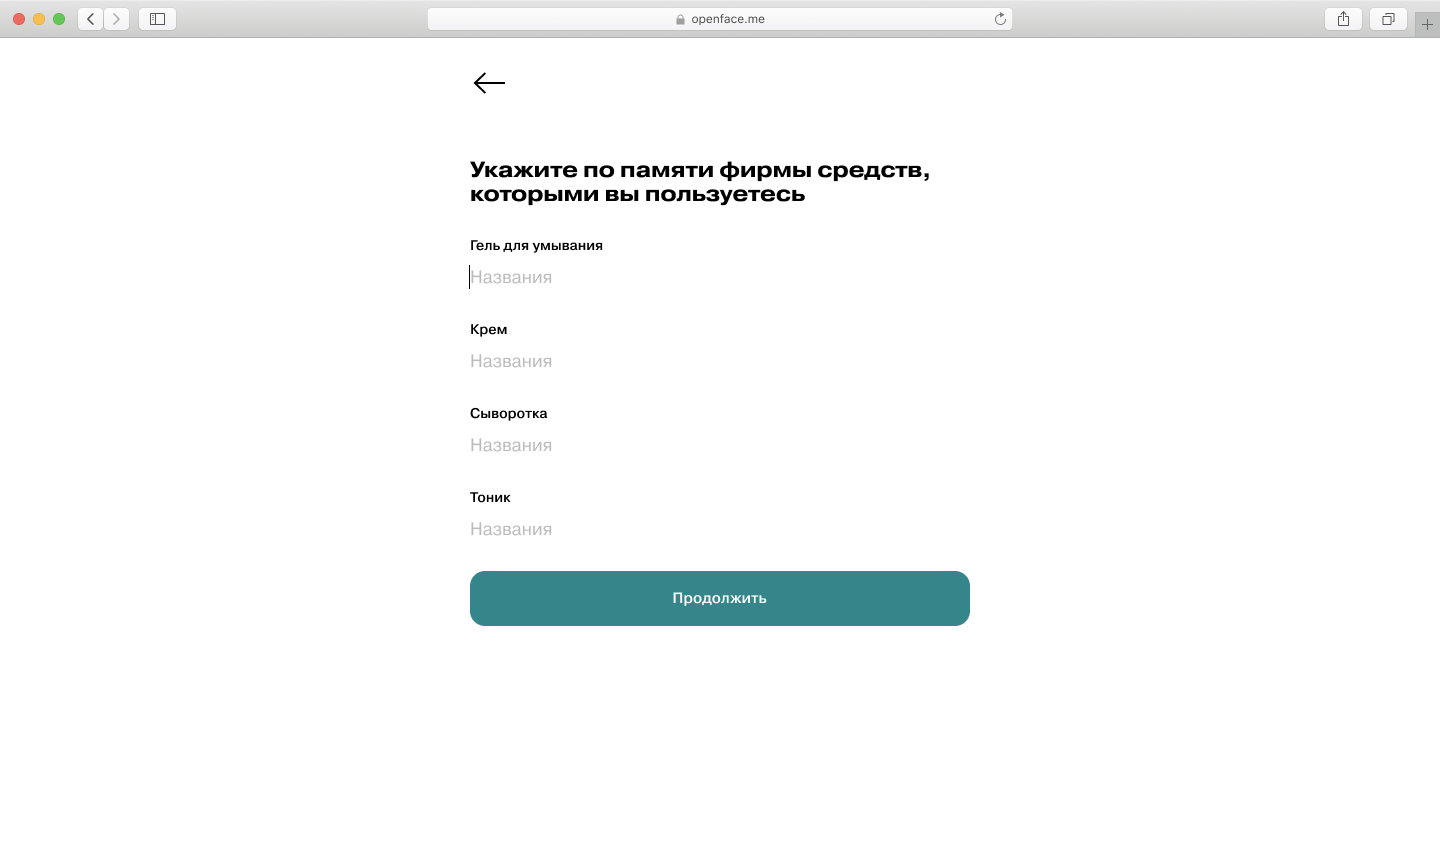 openface.me
Укажите по памяти фирмы средств,
которыми вы пользуетесь
Гель для умывания
Названия
Крем
Названия
Сыворотка
Названия
Тоник
Названия
Продолжить